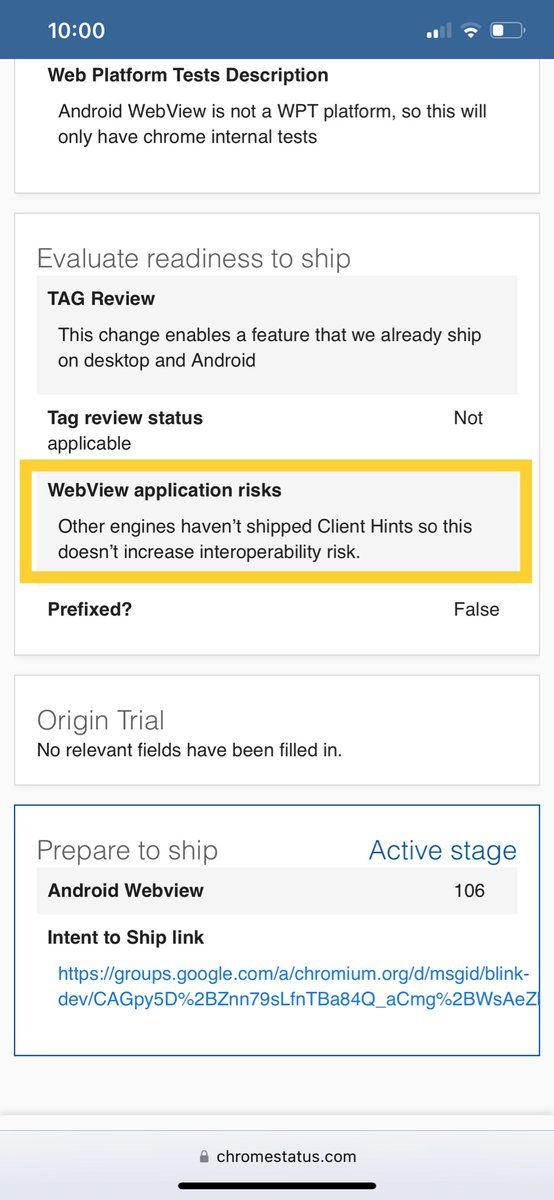 10:00
Web Platform Tests Description
Android WebView is not a WPT platform, so this will
only have chrome internal tests
Evaluate readiness to ship
TAG Review
This change enables a feature that we already ship
on desktop and Android
Tag review status Not
applicable
WebView application risks
Other engines haven’t shipped Client Hints so this
doesn’t increase interoperability risk.
Prefixed? False
Origin Trial
No relevant fields have been filled in.
Prepare to ship Active stage
Android Webview 106
Intent to Ship link
https://groups.google.com/a/chromium.org/d/msgid/blink-
dev/CAGpy5D%2BZnn79sLfnTBa84Q_aCmg%2BWsAeZ
chromestatus.com